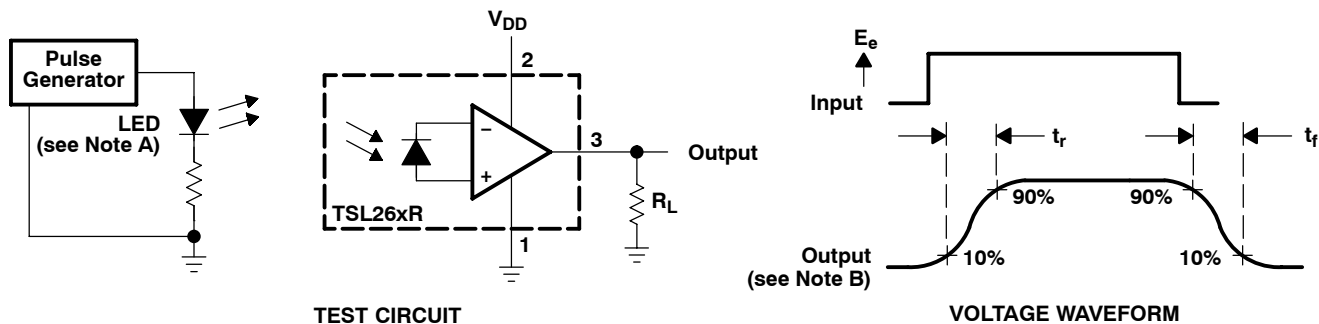 Pulse
Generator
LED
(see Note A)
VDD
2
−
+
3
Output
RL
TSL26xR
1
TEST CIRCUIT
Ee
Input
tr
tf
90%
90%
Output
(see Note B)
10%
10%
VOLTAGE WAVEFORM